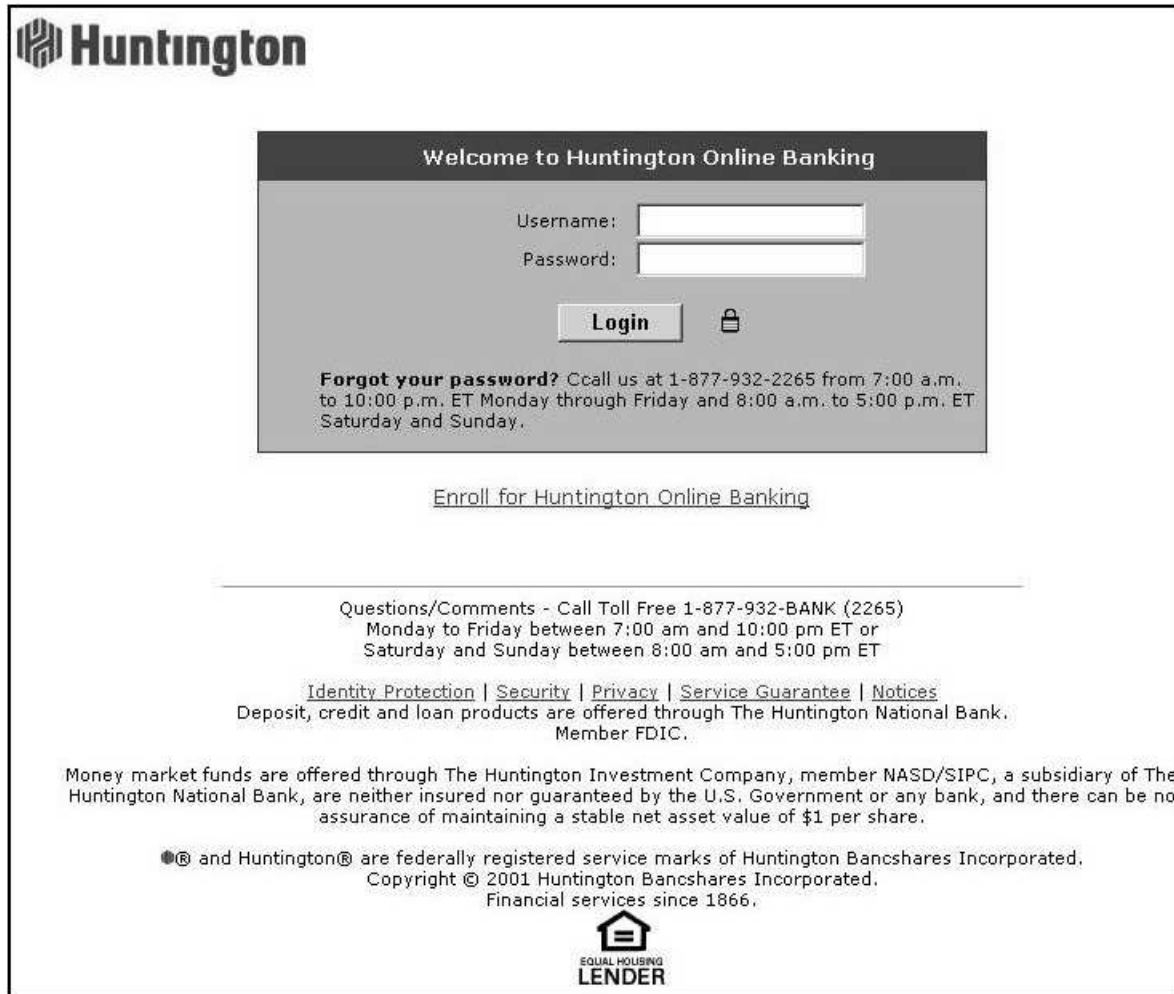 Huntington
Welcome to Huntington Online Banking
Username:
Password:
Login
Forgot your password? Ccall us at 1-877-932-2265 from 7:00 a.m.
to 10:00 p.m. ET Monday through Friday and 8:00 a.m. to 5:00 p.m. ET
Saturday and Sunday.
Enroll for Huntington Online Banking
Questions/Comments - Call Toll Free 1-877-932-BANK (2265)
Monday to Friday between 7:00 am and 10:00 pm ET or
Saturday and Sunday between 8:00 am and 5:00 pm ET
Identity Protection | Security | Privacy | Service Guarantee | Notices
Deposit, credit and loan products are offered through The Huntington National Bank.
Member FDIC.
Money market funds are offered through The Huntington Investment Company, member NASD/SIPC, a subsidiary of The
Huntington National Bank, are neither insured nor guaranteed by the U.S. Government or any bank, and there can be no
assurance of maintaining a stable net asset value of $1 per share.
® and Huntington® are federally registered service marks of Huntington Bancshares Incorporated.
Copyright © 2001 Huntington Bancshares Incorporated.
Financial services since 1866.
EQUAL HOUSING
LENDER